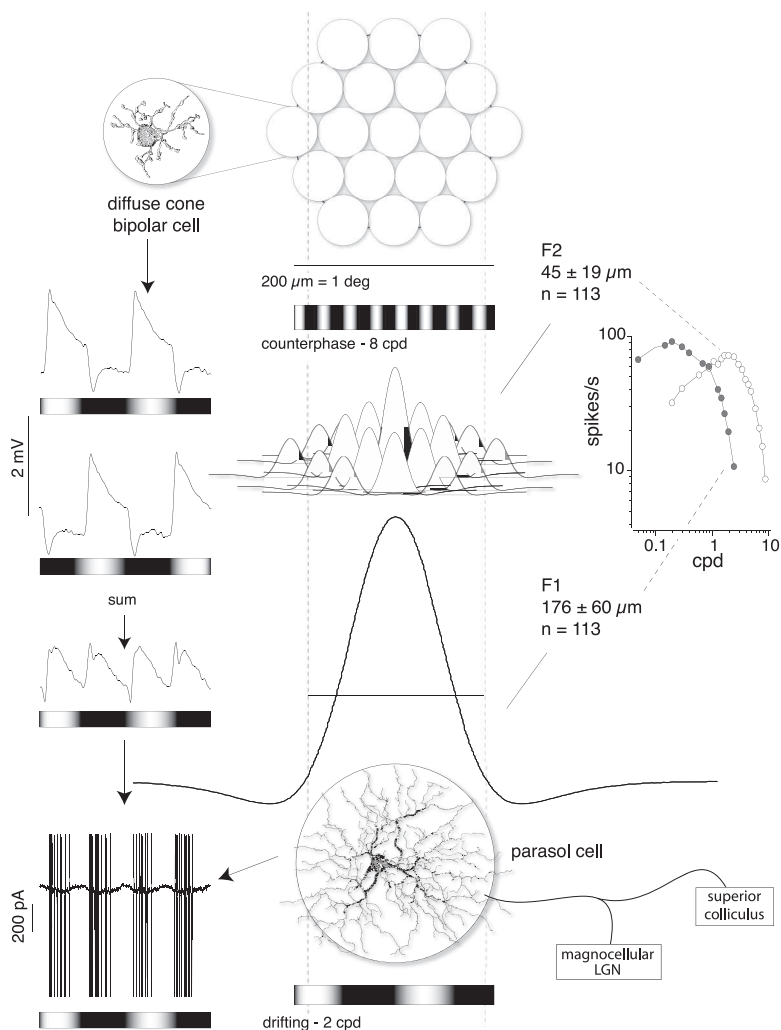 diffuse cone
bipolar cell
200 µm = 1 deg
counterphase - 8 cpd
F2
45 ± 19 µm
n = 113
100
10
spikes/s
0.1
1
10
cpd
2 mV
sum
F1
176 ± 60 µm
n = 113
parasol cell
superior
colliculus
magnocellular
LGN
200 pA
drifting - 2 cpd